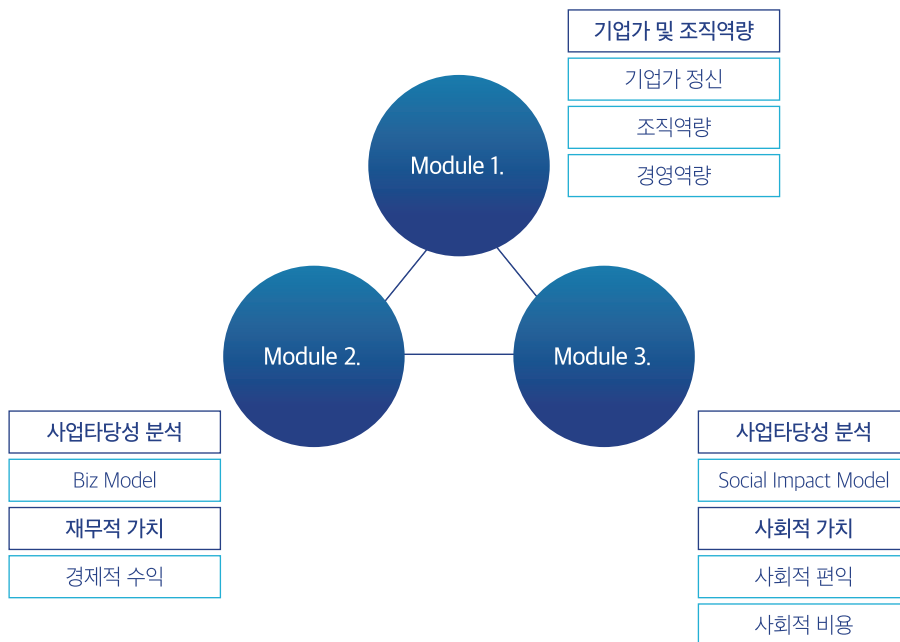 기업가 및 조직역량
기업가 정신
조직역량
경영역량
Module 1.
Module 2.
Module 3.
사업타당성 분석
Biz Model
재무적 가치
경제적 수익
사업타당성 분석
Social Impact Model
사회적 가치
사회적 편익
사회적 비용